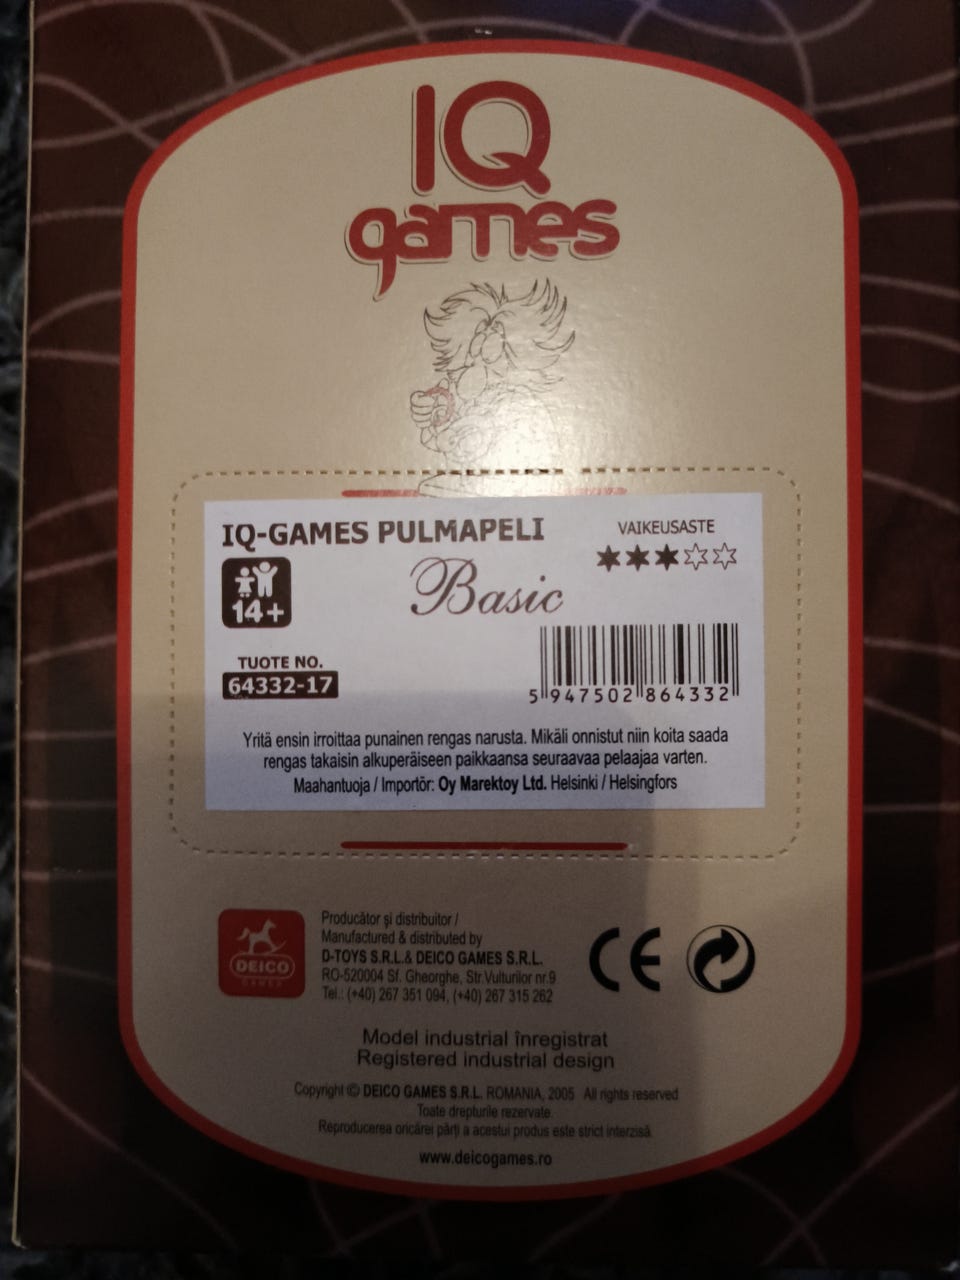 IQ
games
IQ-GAMES PULMAPELI
VAIKEUSASTE
14+
Basic
TUOTE NO.
64332-17
5 947502 864332
Yritä ensin irroittaa punainen rengas narusta. Mikäli onnistut niin koita saada
rengas takaisin alkuperäiseen paikkaansa seuraavaa pelaajaa varten.
Maahantuoja / Importör: Oy Marektoy Ltd. Helsinki / Helsingfors
DEICO
GAMES
Producător şi distribuitor /
Manufactured & distributed by
D-TOYS S.R.L.& DEICO GAMES S.R.L.
RO-520004 Sf. Gheorghe, Str.Vulturilor nr.9
Tel.: (+40) 267 351 094, (+40) 267 315 262
CE
Model industrial înregistrat
Registered industrial design
Copyright © DEICO GAMES S.R.L. ROMANIA, 2005 All rights reserved
Toate drepturile rezervate.
Reproducerea oricărei părţi a acestui produs este strict interzisă.
www.deicogames.ro